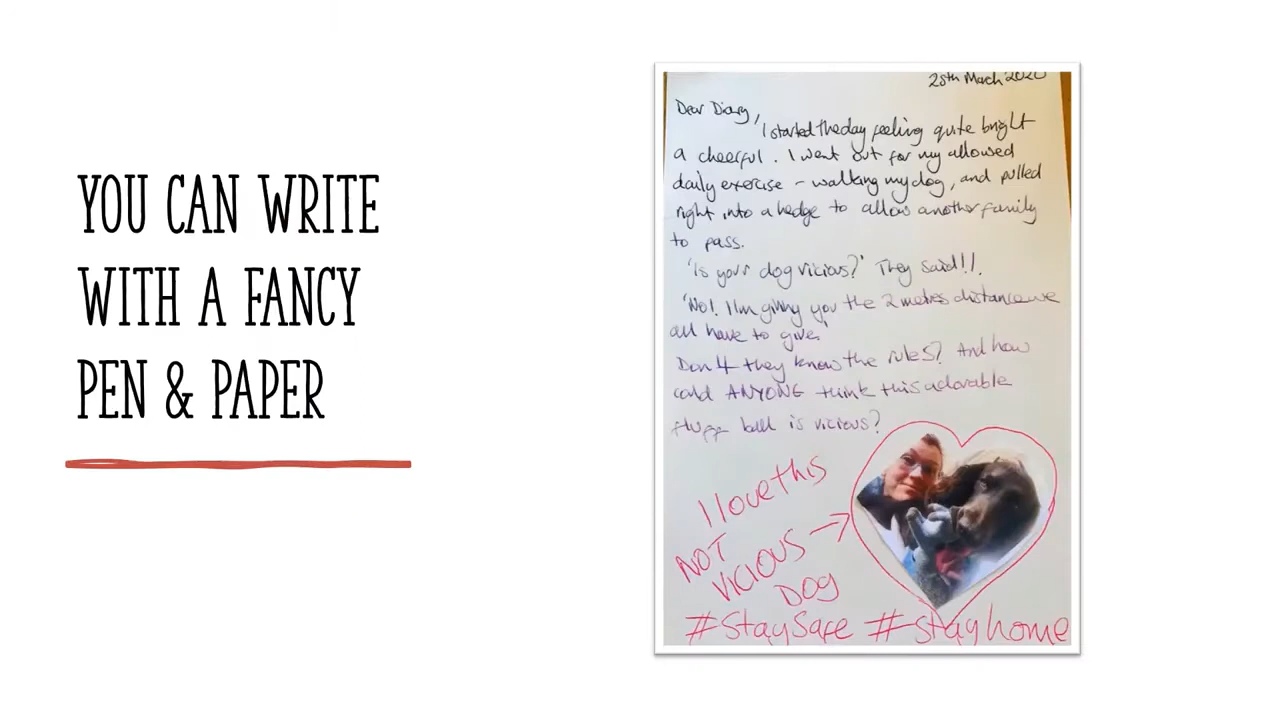 YOU CAN WRITE
WITH A FANCY
PEN & PAPER
28th March 2020
Dear Diary,
I started the day feeling quite bright
a cheerful. I went out for my allowed
daily exercise - walking my dog, and pulled
right into a hedge to allow another family
to pass.
'Is your dog vicious?' They said!!
'No! I'm giving you the 2 metres distance we
all have to give.'
Don't they know the rules? And how
could ANYONE think this adorable
ball is vicious?
I love this
NOT
VICIOUS →
DOG
#StaySafe #stayhome